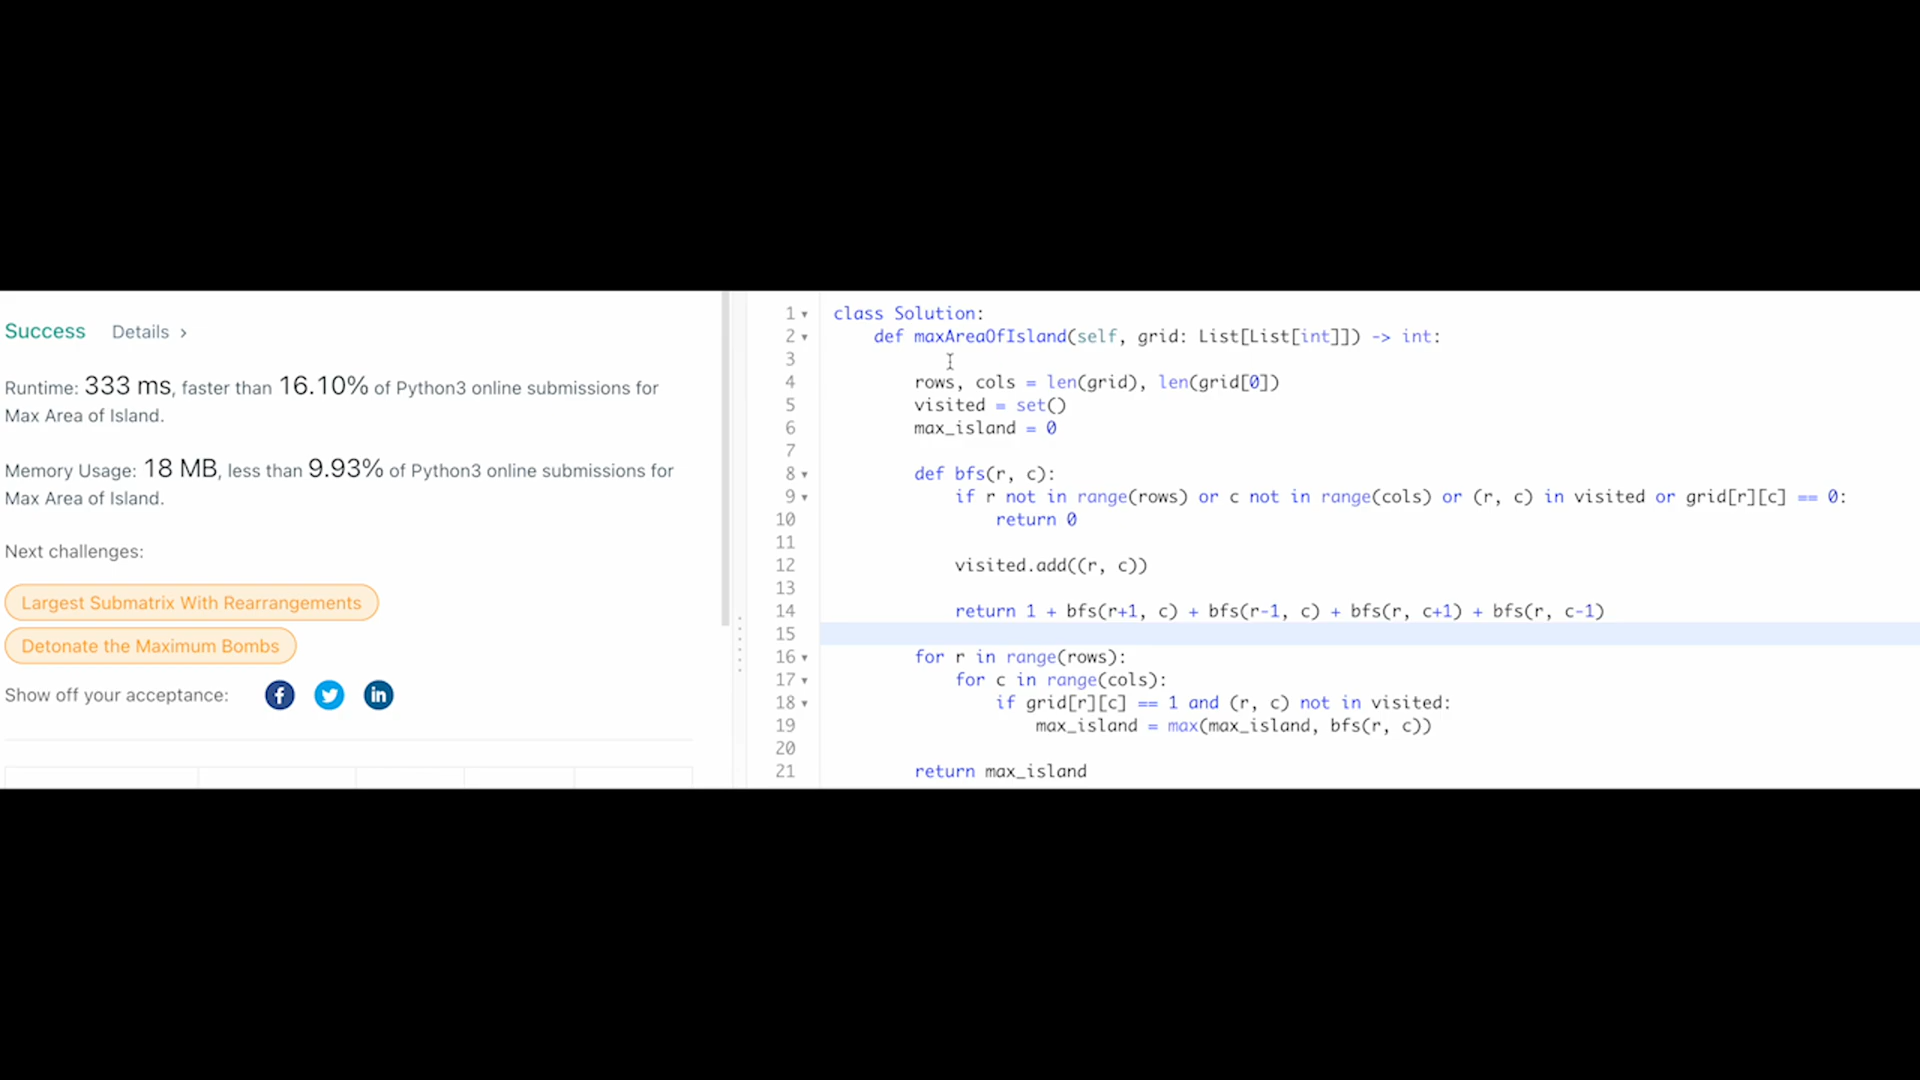 Success Details >
Runtime: 333 ms, faster than 16.10% of Python3 online submissions for
Max Area of Island.
Memory Usage: 18 MB, less than 9.93% of Python3 online submissions for
Max Area of Island.
Next challenges:
Largest Submatrix With Rearrangements
Detonate the Maximum Bombs
Show off your acceptance: f in
1 class Solution:
2     def maxAreaOfIsland(self, grid: List[List[int]]) -> int:
3
4         rows, cols = len(grid), len(grid[0])
5         visited = set()
6         max_island = 0
7
8         def bfs(r, c):
9             if r not in range(rows) or c not in range(cols) or (r, c) in visited or grid[r][c] == 0:
10                 return 0
11
12             visited.add((r, c))
13
14             return 1 + bfs(r+1, c) + bfs(r-1, c) + bfs(r, c+1) + bfs(r, c-1)
15
16         for r in range(rows):
17             for c in range(cols):
18                 if grid[r][c] == 1 and (r, c) not in visited:
19                     max_island = max(max_island, bfs(r, c))
20
21         return max_island